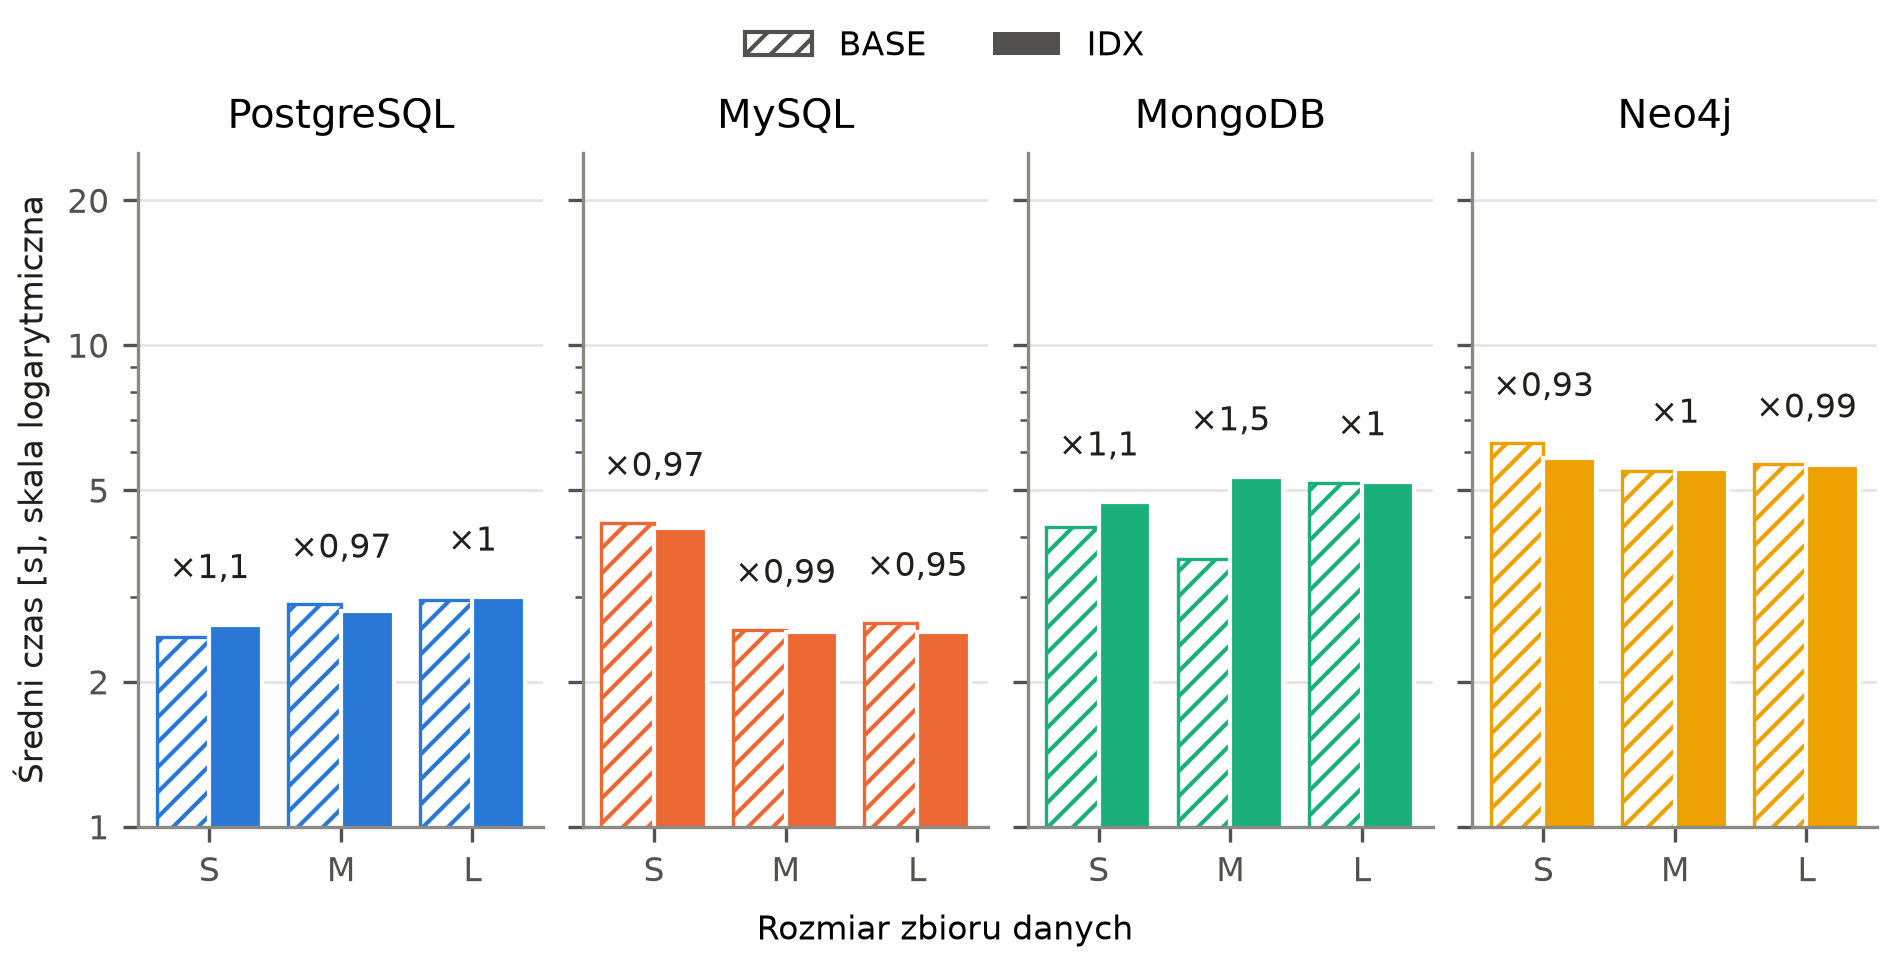 BASE IDX
PostgreSQL MySQL MongoDB Neo4j
Średni czas [s], skala logarytmiczna
20
10
5
2
1
×1,1 ×0,97 ×1
×0,97 ×0,99 ×0,95
×1,1 ×1,5 ×1
×0,93 ×1 ×0,99
S M L S M L S M L S M L
Rozmiar zbioru danych